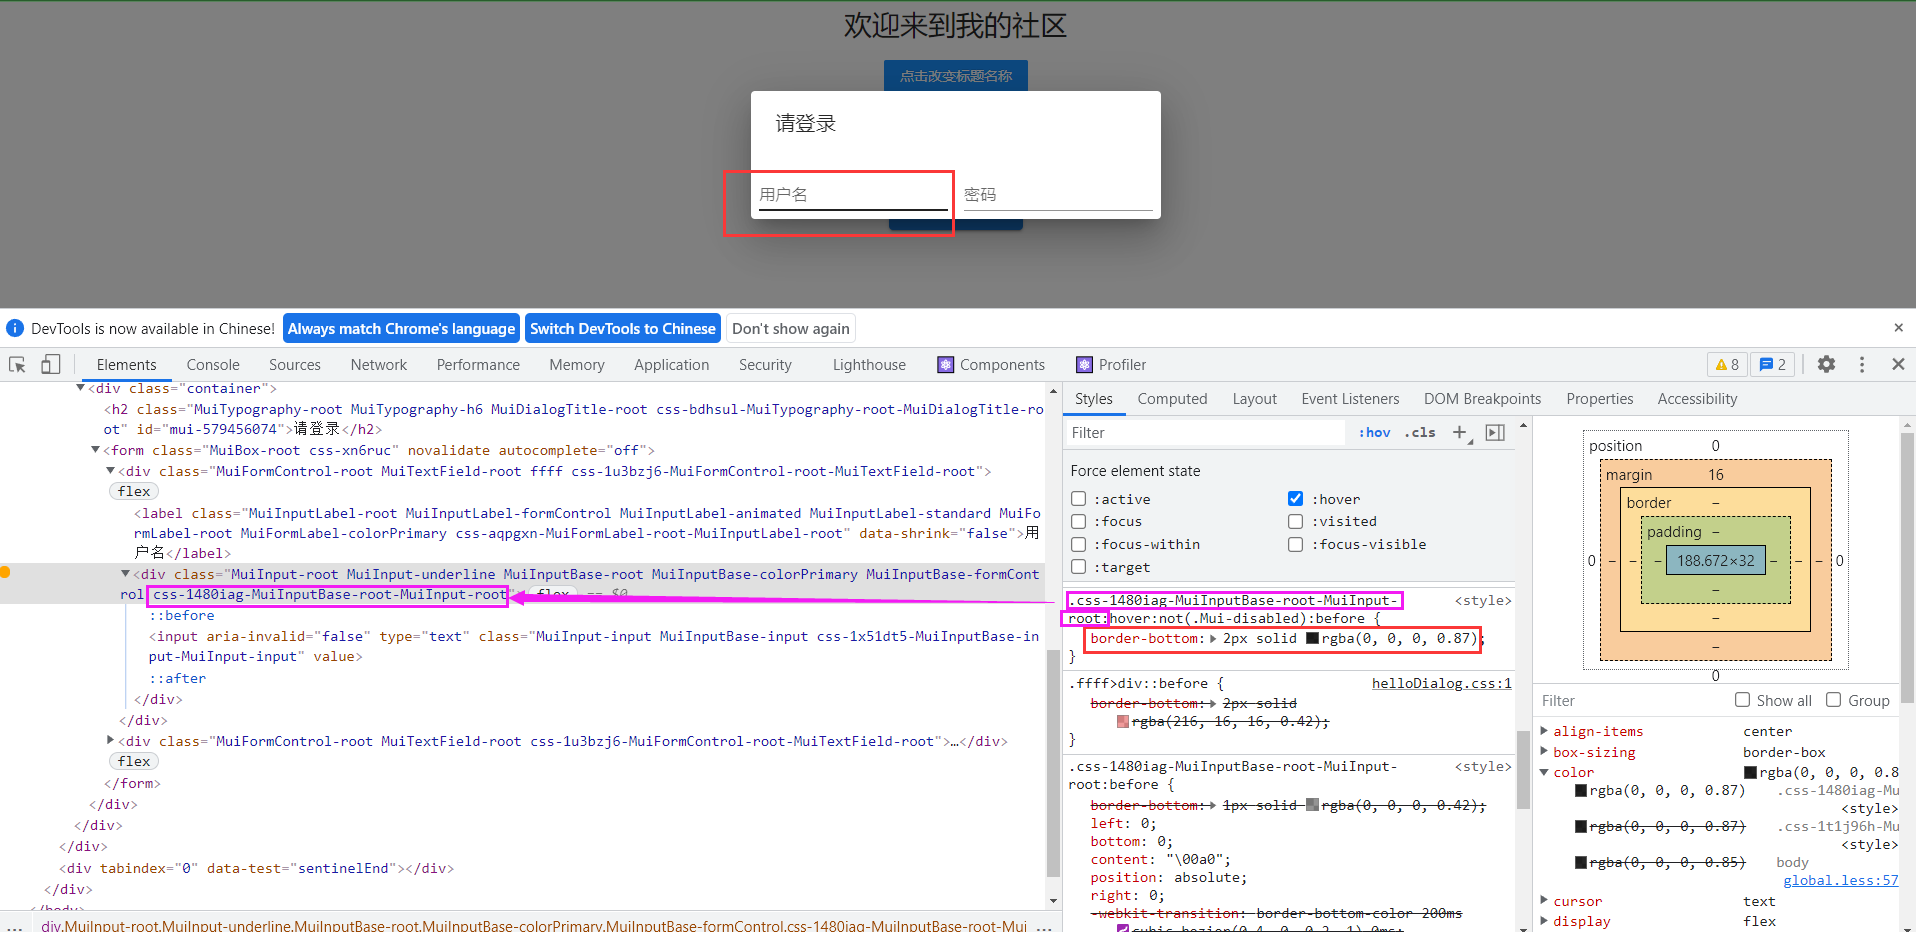 欢迎来到我的社区
点击改变标题名称
请登录
用户名
密码
DevTools is now available in Chinese!
Always match Chrome's language
Switch DevTools to Chinese
Don't show again
Elements
Console
Sources
Network
Performance
Memory
Application
Security
Lighthouse
Components
Profiler
8
2
<div class="container">
<h2 class="MuiTypography-root MuiTypography-h6 MuiDialogTitle-root css-bdhsul-MuiTypography-root-MuiDialogTitle-ro
ot" id="mui-579456074">请登录</h2>
<form class="MuiBox-root css-xn6ruc" novalidate autocomplete="off">
<div class="MuiFormControl-root MuiTextField-root ffff css-1u3bzj6-MuiFormControl-root-MuiTextField-root">
flex
<label class="MuiInputLabel-root MuiInputLabel-formControl MuiInputLabel-animated MuiInputLabel-standard MuiFo
rmLabel-root MuiFormLabel-colorPrimary css-aqpgxn-MuiFormLabel-root-MuiInputLabel-root" data-shrink="false">用
户名</label>
<div class="MuiInput-root MuiInput-underline MuiInputBase-root MuiInputBase-colorPrimary MuiInputBase-formCont
rol css-1480iag-MuiInputBase-root-MuiInput-root"> flex == $0
::before
<input aria-invalid="false" type="text" class="MuiInput-input MuiInputBase-input css-1x51dt5-MuiInputBase-in
put-MuiInput-input" value>
::after
</div>
</div>
<div class="MuiFormControl-root MuiTextField-root css-1u3bzj6-MuiFormControl-root-MuiTextField-root">…</div>
flex
</form>
</div>
</div>
</div>
<div tabindex="0" data-test="sentinelEnd"></div>
</div>
</body>
... div.MuiInput-root.MuiInput-underline.MuiInputBase-root.MuiInputBase-colorPrimary.MuiInputBase-formControl.css-1480iag-MuiInputBase-root-Mui ...
Styles
Computed
Layout
Event Listeners
DOM Breakpoints
Properties
Accessibility
Filter
:hov
.cls
Force element state
:active
:hover
:focus
:visited
:focus-within
:focus-visible
:target
.css-1480iag-MuiInputBase-root-MuiInput- <style>
root:hover:not(.Mui-disabled):before {
border-bottom: 2px solid rgba(0, 0, 0, 0.87);
}
.ffff>div::before { helloDialog.css:1
border-bottom: 2px solid
rgba(216, 16, 16, 0.42);
}
.css-1480iag-MuiInputBase-root-MuiInput- <style>
root:before {
border-bottom: 1px solid rgba(0, 0, 0, 0.42);
left: 0;
bottom: 0;
content: "\00a0";
position: absolute;
right: 0;
-webkit-transition: border-bottom-color 200ms
cubic-bezier(0.4, 0, 0.2, 1) 0ms;
position 0
margin 16
border –
padding –
0 – – – 188.672×32 – – – 0
–
–
–
0
Filter
Show all
Group
align-items center
box-sizing border-box
color rgba(0, 0, 0, 0.8
rgba(0, 0, 0, 0.87) .css-1480iag-Mu
<style>
rgba(0, 0, 0, 0.87) .css-1t1j96h-Mu
<style>
rgba(0, 0, 0, 0.85) body
global.less:57
cursor text
display flex